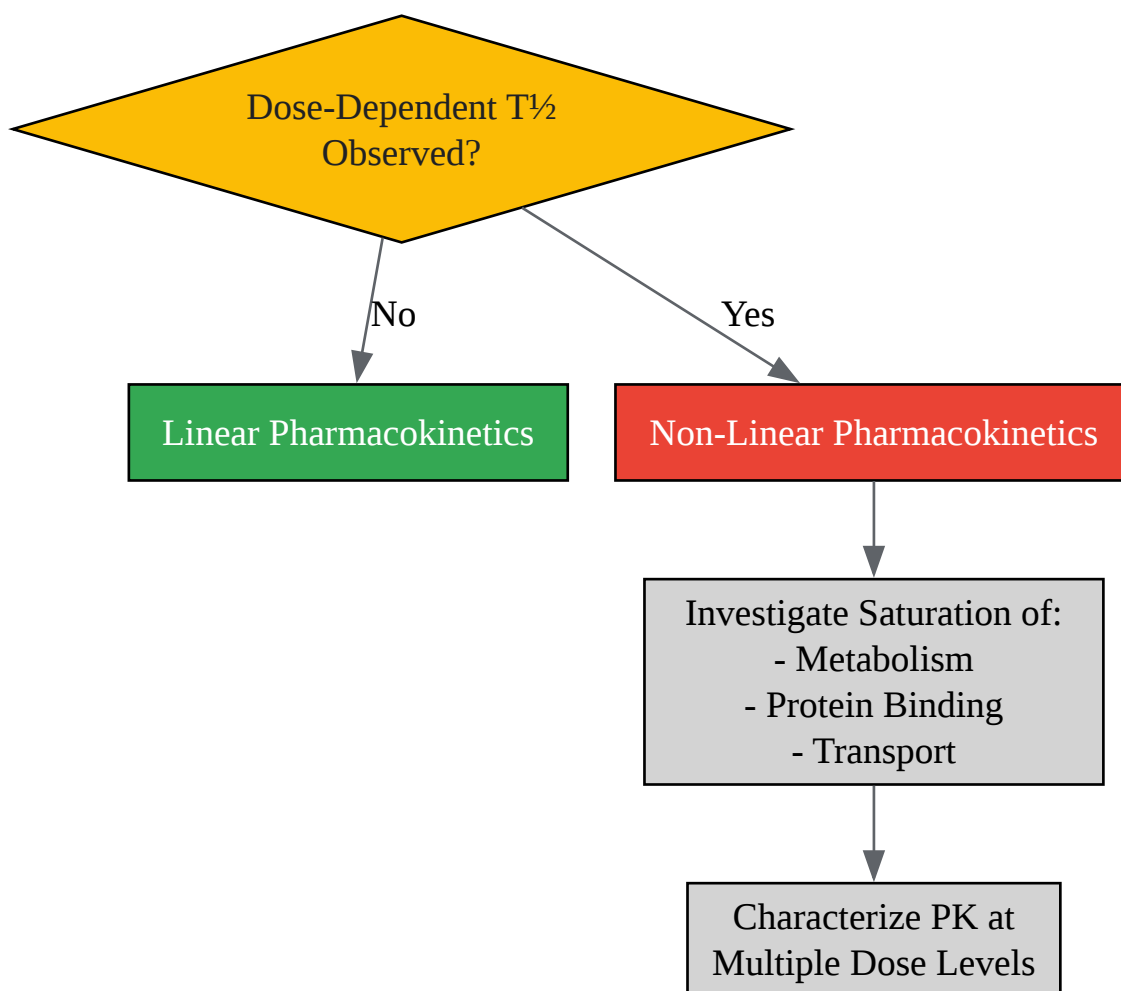 Dose-Dependent T½
Observed?
No
Yes
Linear Pharmacokinetics
Non-Linear Pharmacokinetics
Investigate Saturation of:
- Metabolism
- Protein Binding
- Transport
Characterize PK at
Multiple Dose Levels